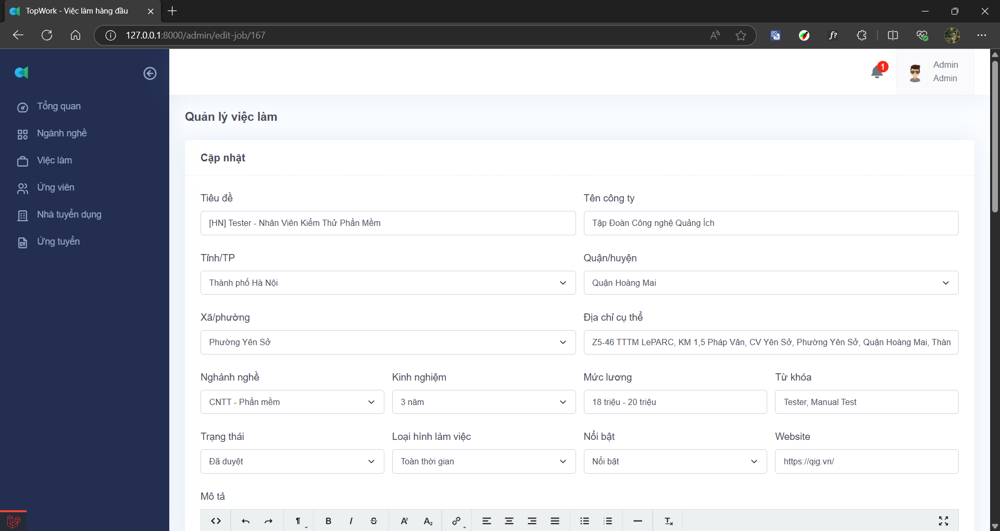 TopWork - Việc làm hàng đầu
127.0.0.1:8000/admin/edit-job/167
1
Admin
Admin
Tổng quan
Ngành nghề
Việc làm
Ứng viên
Nhà tuyển dụng
Ứng tuyển
Quản lý việc làm
Cập nhật
Tiêu đề
Tên công ty
[HN] Tester - Nhân Viên Kiểm Thử Phần Mềm
Tập Đoàn Công nghệ Quảng Ích
Tỉnh/TP
Quận/huyện
Thành phố Hà Nội
Quận Hoàng Mai
Xã/phường
Địa chỉ cụ thể
Phường Yên Sở
Z5-46 TTTM LePARC, KM 1,5 Pháp Vân, CV Yên Sở, Phường Yên Sở, Quận Hoàng Mai, Thàn
Nghành nghề
Kinh nghiệm
Mức lương
Từ khóa
CNTT - Phần mềm
3 năm
18 triệu - 20 triệu
Tester, Manual Test
Trạng thái
Loại hình làm việc
Nổi bật
Website
Đã duyệt
Toàn thời gian
Nổi bật
https://qig.vn/
Mô tả